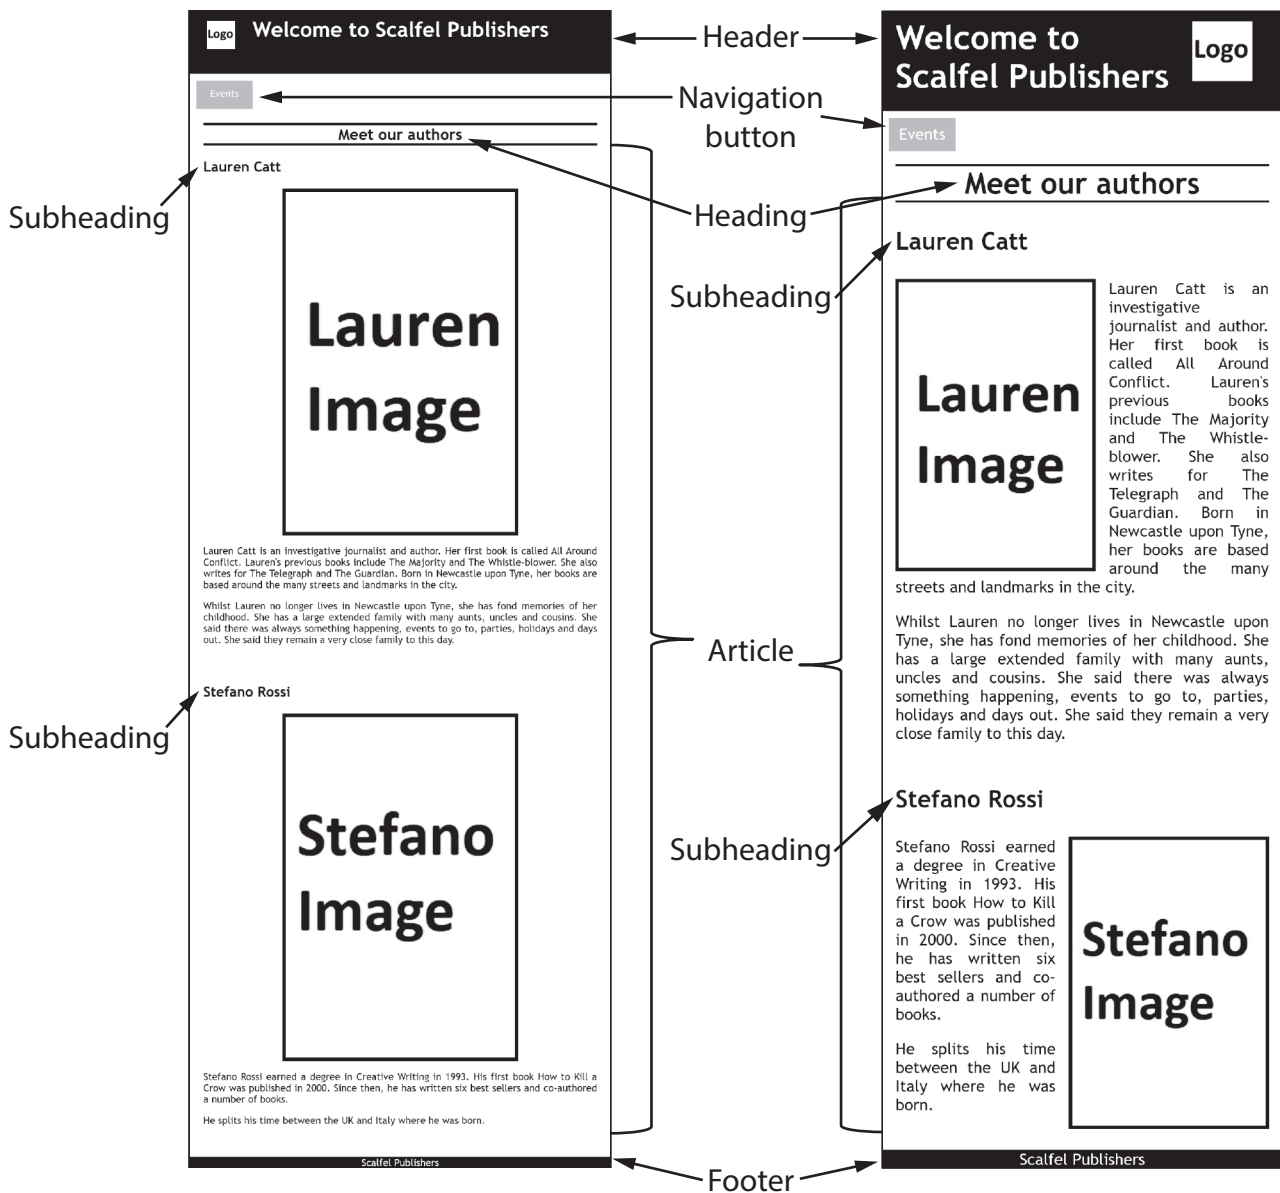 Logo
Welcome to Scalfel Publishers
Events
Meet our authors
Lauren Catt
Lauren
Image
Lauren Catt is an investigative journalist and author. Her first book is called All Around
Conflict. Lauren's previous books include The Majority and The Whistle-blower. She also
writes for The Telegraph and The Guardian. Born in Newcastle upon Tyne, her books are
based around the many streets and landmarks in the city.
Whilst Lauren no longer lives in Newcastle upon Tyne, she has fond memories of her
childhood. She has a large extended family with many aunts, uncles and cousins. She
said there was always something happening, events to go to, parties, holidays and days
out. She said they remain a very close family to this day.
Stefano Rossi
Stefano
Image
Stefano Rossi earned a degree in Creative Writing in 1993. His first book How to Kill a
Crow was published in 2000. Since then, he has written six best sellers and co-authored
a number of books.
He splits his time between the UK and Italy where he was born.
Scalfel Publishers
Subheading
Subheading
Header
Navigation
button
Heading
Subheading
Article
Subheading
Footer
Welcome to
Scalfel Publishers
Logo
Events
Meet our authors
Lauren Catt
Lauren
Image
Lauren Catt is an
investigative
journalist and author.
Her first book is
called All Around
Conflict. Lauren's
previous books
include The Majority
and The Whistle-
blower. She also
writes for The
Telegraph and The
Guardian. Born in
Newcastle upon Tyne,
her books are based
around the many
streets and landmarks in the city.
Whilst Lauren no longer lives in Newcastle upon
Tyne, she has fond memories of her childhood. She
has a large extended family with many aunts,
uncles and cousins. She said there was always
something happening, events to go to, parties,
holidays and days out. She said they remain a very
close family to this day.
Stefano Rossi
Stefano Rossi earned
a degree in Creative
Writing in 1993. His
first book How to Kill
a Crow was published
in 2000. Since then,
he has written six
best sellers and co-
authored a number of
books.
He splits his time
between the UK and
Italy where he was
born.
Stefano
Image
Scalfel Publishers